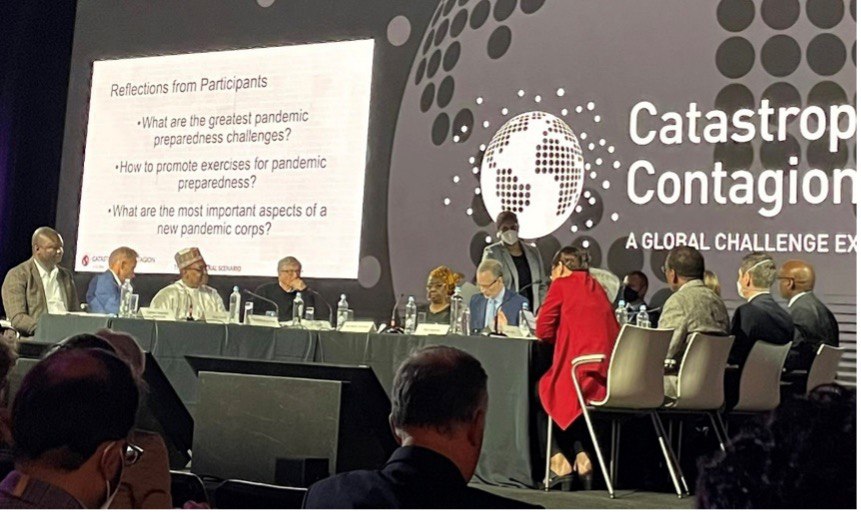 Reflections from Participants
•What are the greatest pandemic
preparedness challenges?
•How to promote exercises for pandemic
preparedness?
•What are the most important aspects of a
new pandemic corps?
Catastrop
Contagion
A GLOBAL CHALLENGE EX